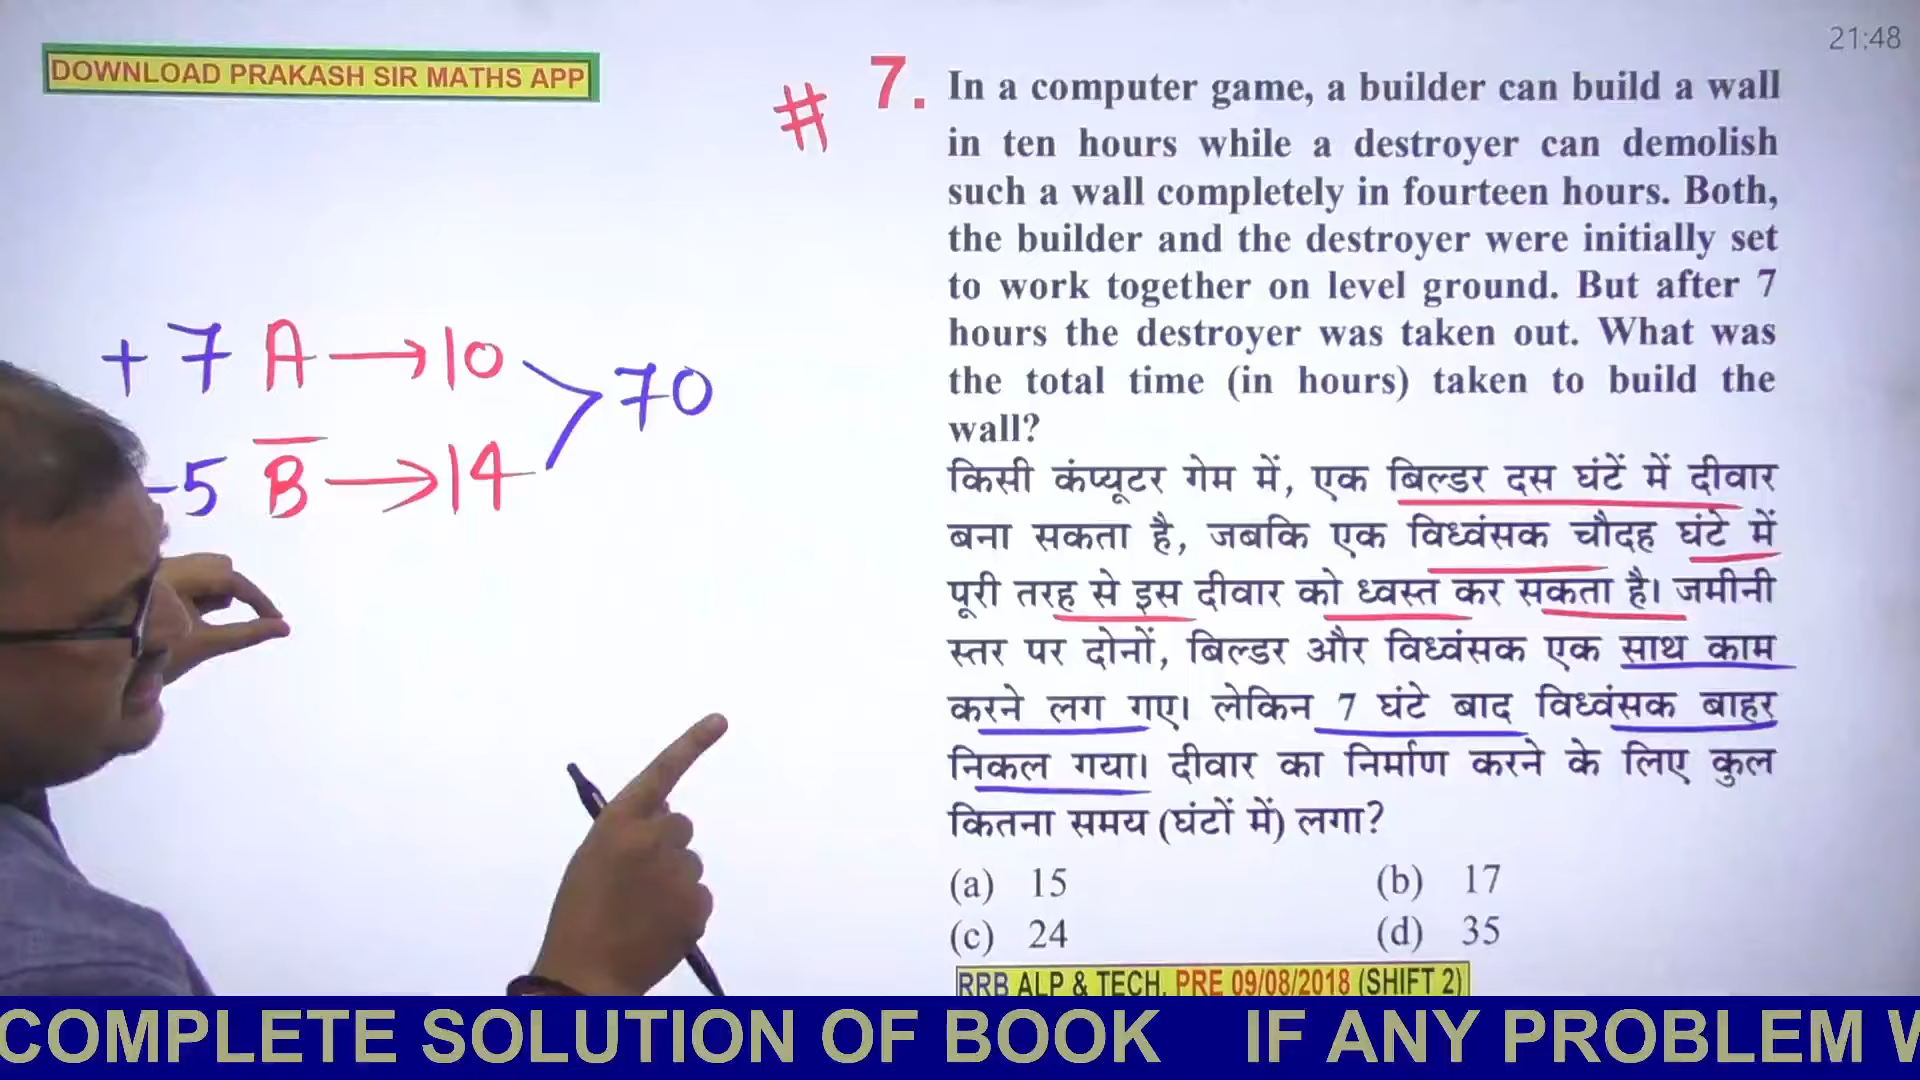 21:48
DOWNLOAD PRAKASH SIR MATHS APP
# 7. In a computer game, a builder can build a wall
in ten hours while a destroyer can demolish
such a wall completely in fourteen hours. Both,
the builder and the destroyer were initially set
to work together on level ground. But after 7
hours the destroyer was taken out. What was
the total time (in hours) taken to build the
wall?
किसी कंप्यूटर गेम में, एक बिल्डर दस घंटें में दीवार
बना सकता है, जबकि एक विध्वंसक चौदह घंटे में
पूरी तरह से इस दीवार को ध्वस्त कर सकता है। जमीनी
स्तर पर दोनों, बिल्डर और विध्वंसक एक साथ काम
करने लग गए। लेकिन 7 घंटे बाद विध्वंसक बाहर
निकल गया। दीवार का निर्माण करने के लिए कुल
कितना समय (घंटों में) लगा?
(a) 15 (b) 17
(c) 24 (d) 35
RRB ALP & TECH. PRE 09/08/2018 (SHIFT 2)
+ 7 A → 10
70
-5 B → 14
COMPLETE SOLUTION OF BOOK IF ANY PROBLEM W